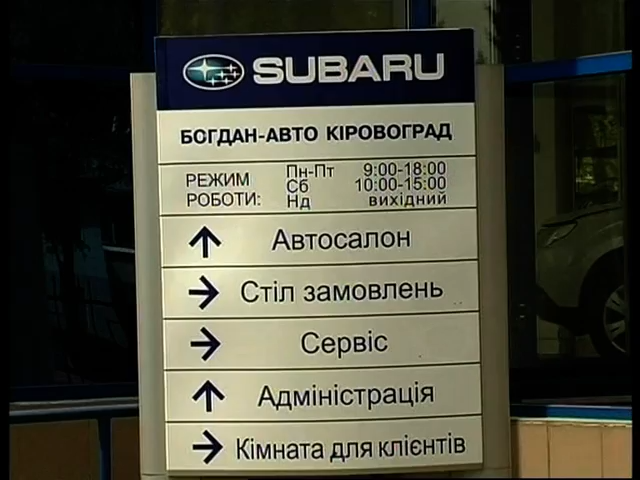 SUBARU
БОГДАН-АВТО КІРОВОГРАД
РЕЖИМ РОБОТИ:
Пн-Пт 9:00-18:00
Сб 10:00-15:00
Нд вихідний
↑ Автосалон
→ Стіл замовлень
→ Сервіс
↑ Адміністрація
→ Кімната для клієнтів